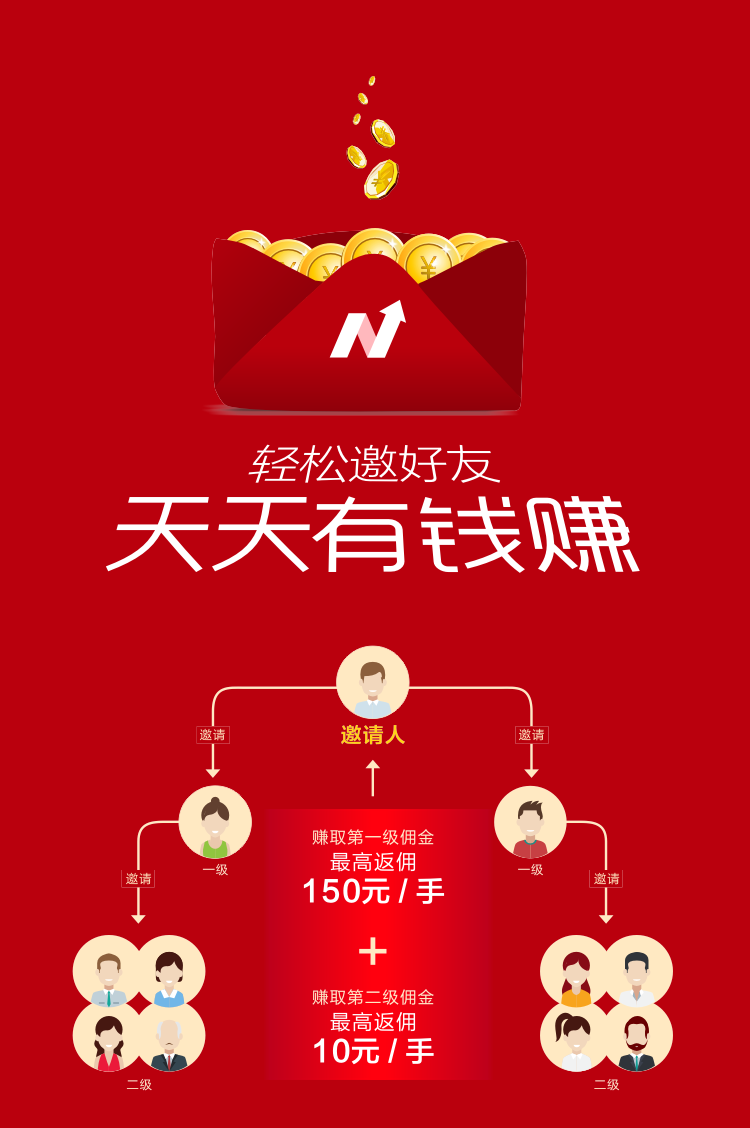 轻松邀好友
天天有钱赚
邀请人
邀请
邀请
一级
一级
邀请
邀请
赚取第一级佣金
最高返佣
150元 / 手
+
赚取第二级佣金
最高返佣
10元 / 手
二级
二级